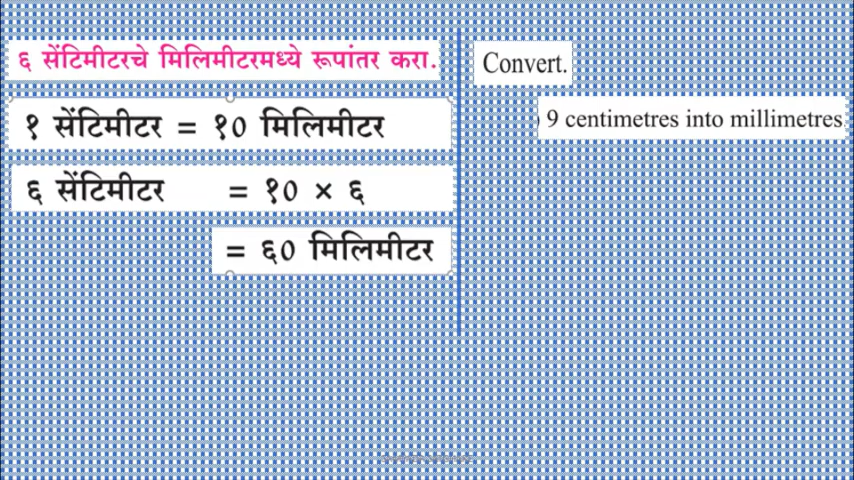 ६ सेंटिमीटरचे मिलिमीटरमध्ये रूपांतर करा.
१ सेंटिमीटर = १० मिलिमीटर
६ सेंटिमीटर = १० × ६
= ६० मिलिमीटर
Convert.
9 centimetres into millimetres